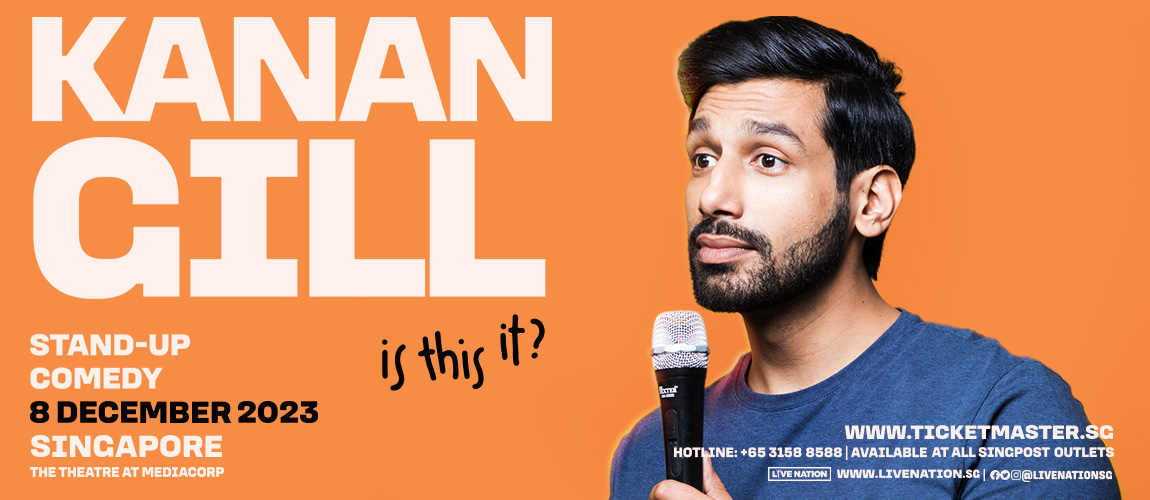 KANAN
GILL
is this it?
STAND-UP
COMEDY
8 DECEMBER 2023
SINGAPORE
THE THEATRE AT MEDIACORP
WWW.TICKETMASTER.SG
HOTLINE: +65 3158 8588 | AVAILABLE AT ALL SINGPOST OUTLETS
LIVE NATION | WWW.LIVENATION.SG | @LIVENATIONSG